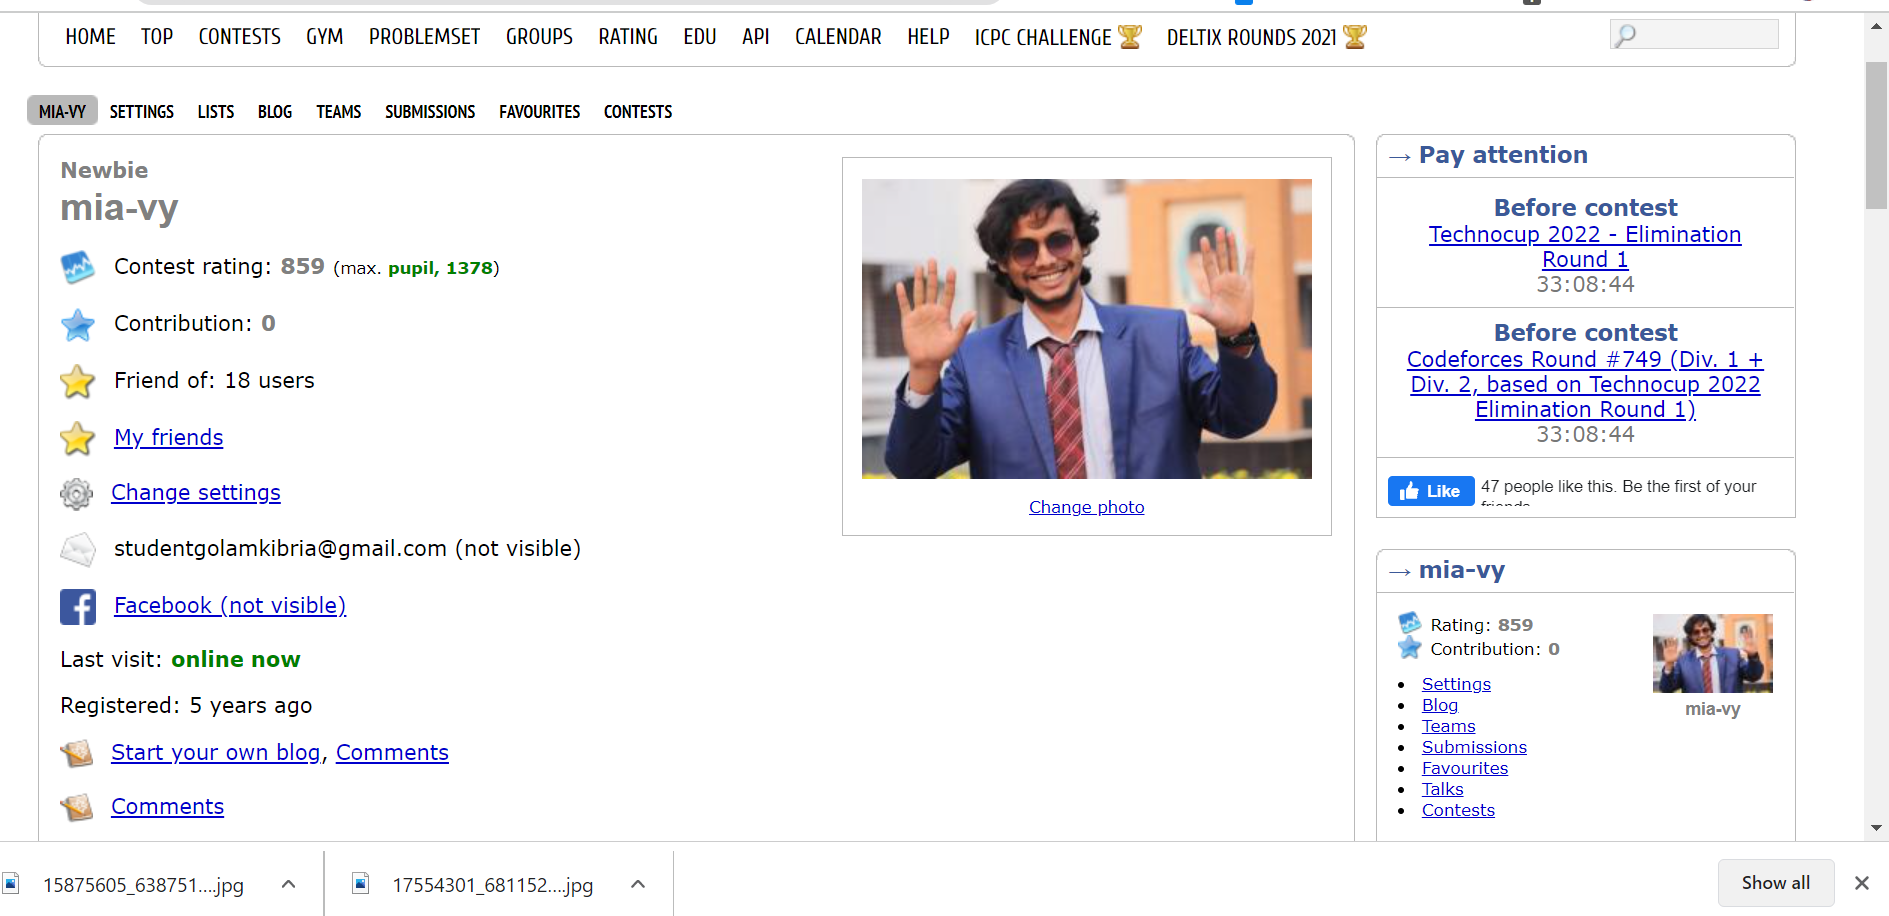 HOME TOP CONTESTS GYM PROBLEMSET GROUPS RATING EDU API CALENDAR HELP ICPC CHALLENGE DELTIX ROUNDS 2021
MIA-VY SETTINGS LISTS BLOG TEAMS SUBMISSIONS FAVOURITES CONTESTS
Newbie
mia-vy
Contest rating: 859 (max. pupil, 1378)
Contribution: 0
Friend of: 18 users
My friends
Change settings
studentgolamkibria@gmail.com (not visible)
Facebook (not visible)
Last visit: online now
Registered: 5 years ago
Start your own blog, Comments
Comments
Change photo
→ Pay attention
Before contest
Technocup 2022 - Elimination
Round 1
33:08:44
Before contest
Codeforces Round #749 (Div. 1 +
Div. 2, based on Technocup 2022
Elimination Round 1)
33:08:44
Like 47 people like this. Be the first of your
friends.
→ mia-vy
Rating: 859
Contribution: 0
Settings
Blog
Teams
Submissions
Favourites
Talks
Contests
mia-vy
15875605_638751....jpg
17554301_681152....jpg
Show all